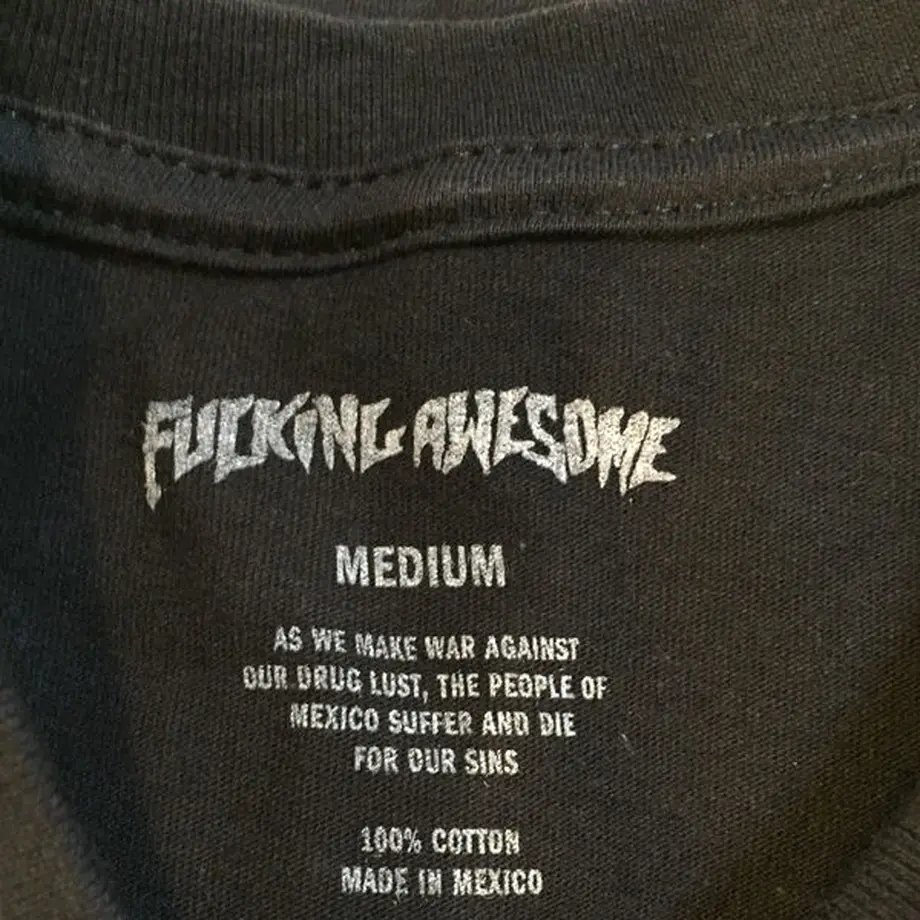 FUCKING AWESOME
MEDIUM
AS WE MAKE WAR AGAINST
OUR DRUG LUST, THE PEOPLE OF
MEXICO SUFFER AND DIE
FOR OUR SINS
100% COTTON
MADE IN MEXICO